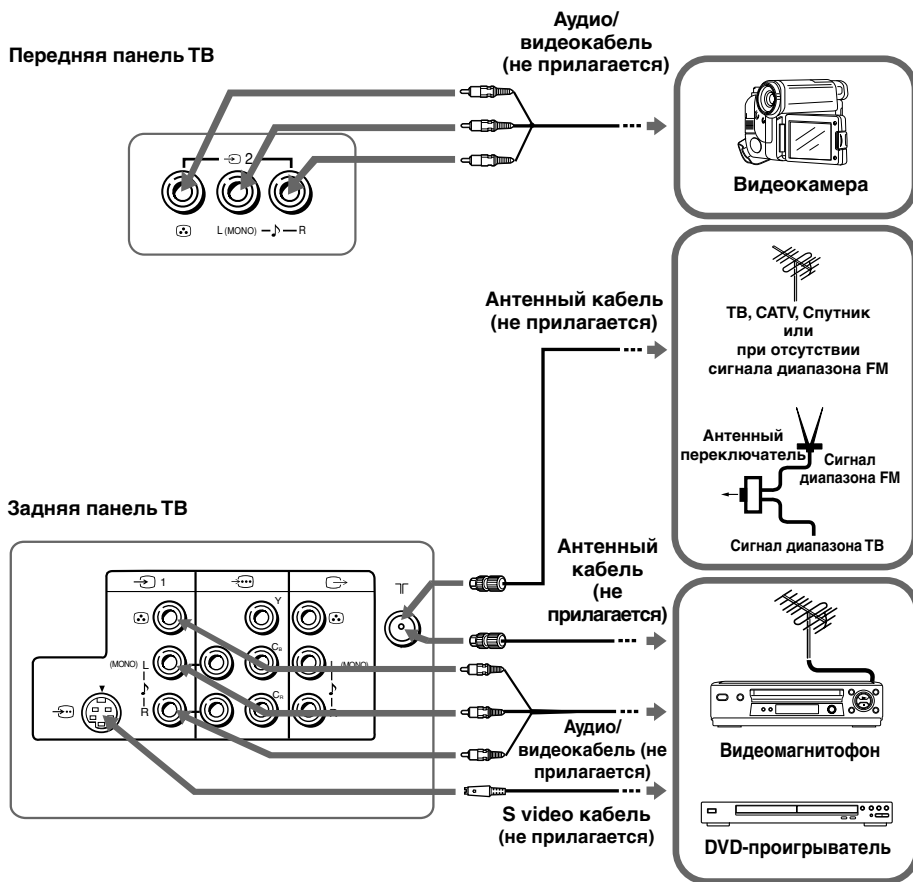 Передняя панель ТВ
Аудио/
видеокабель
(не прилагается)
2
L (MONO)
R
Видеокамера
Антенный кабель
(не прилагается)
ТВ, CATV, Спутник
или
при отсутствии
сигнала диапазона FM
Антенный
переключатель
Сигнал
диапазона FM
Сигнал диапазона ТВ
Задняя панель ТВ
1
Y
(MONO) L
CB
L (MONO)
R
CR
R
Антенный
кабель
(не
прилагается)
Аудио/
видеокабель (не
прилагается)
S video кабель
(не прилагается)
Видеомагнитофон
DVD-проигрыватель